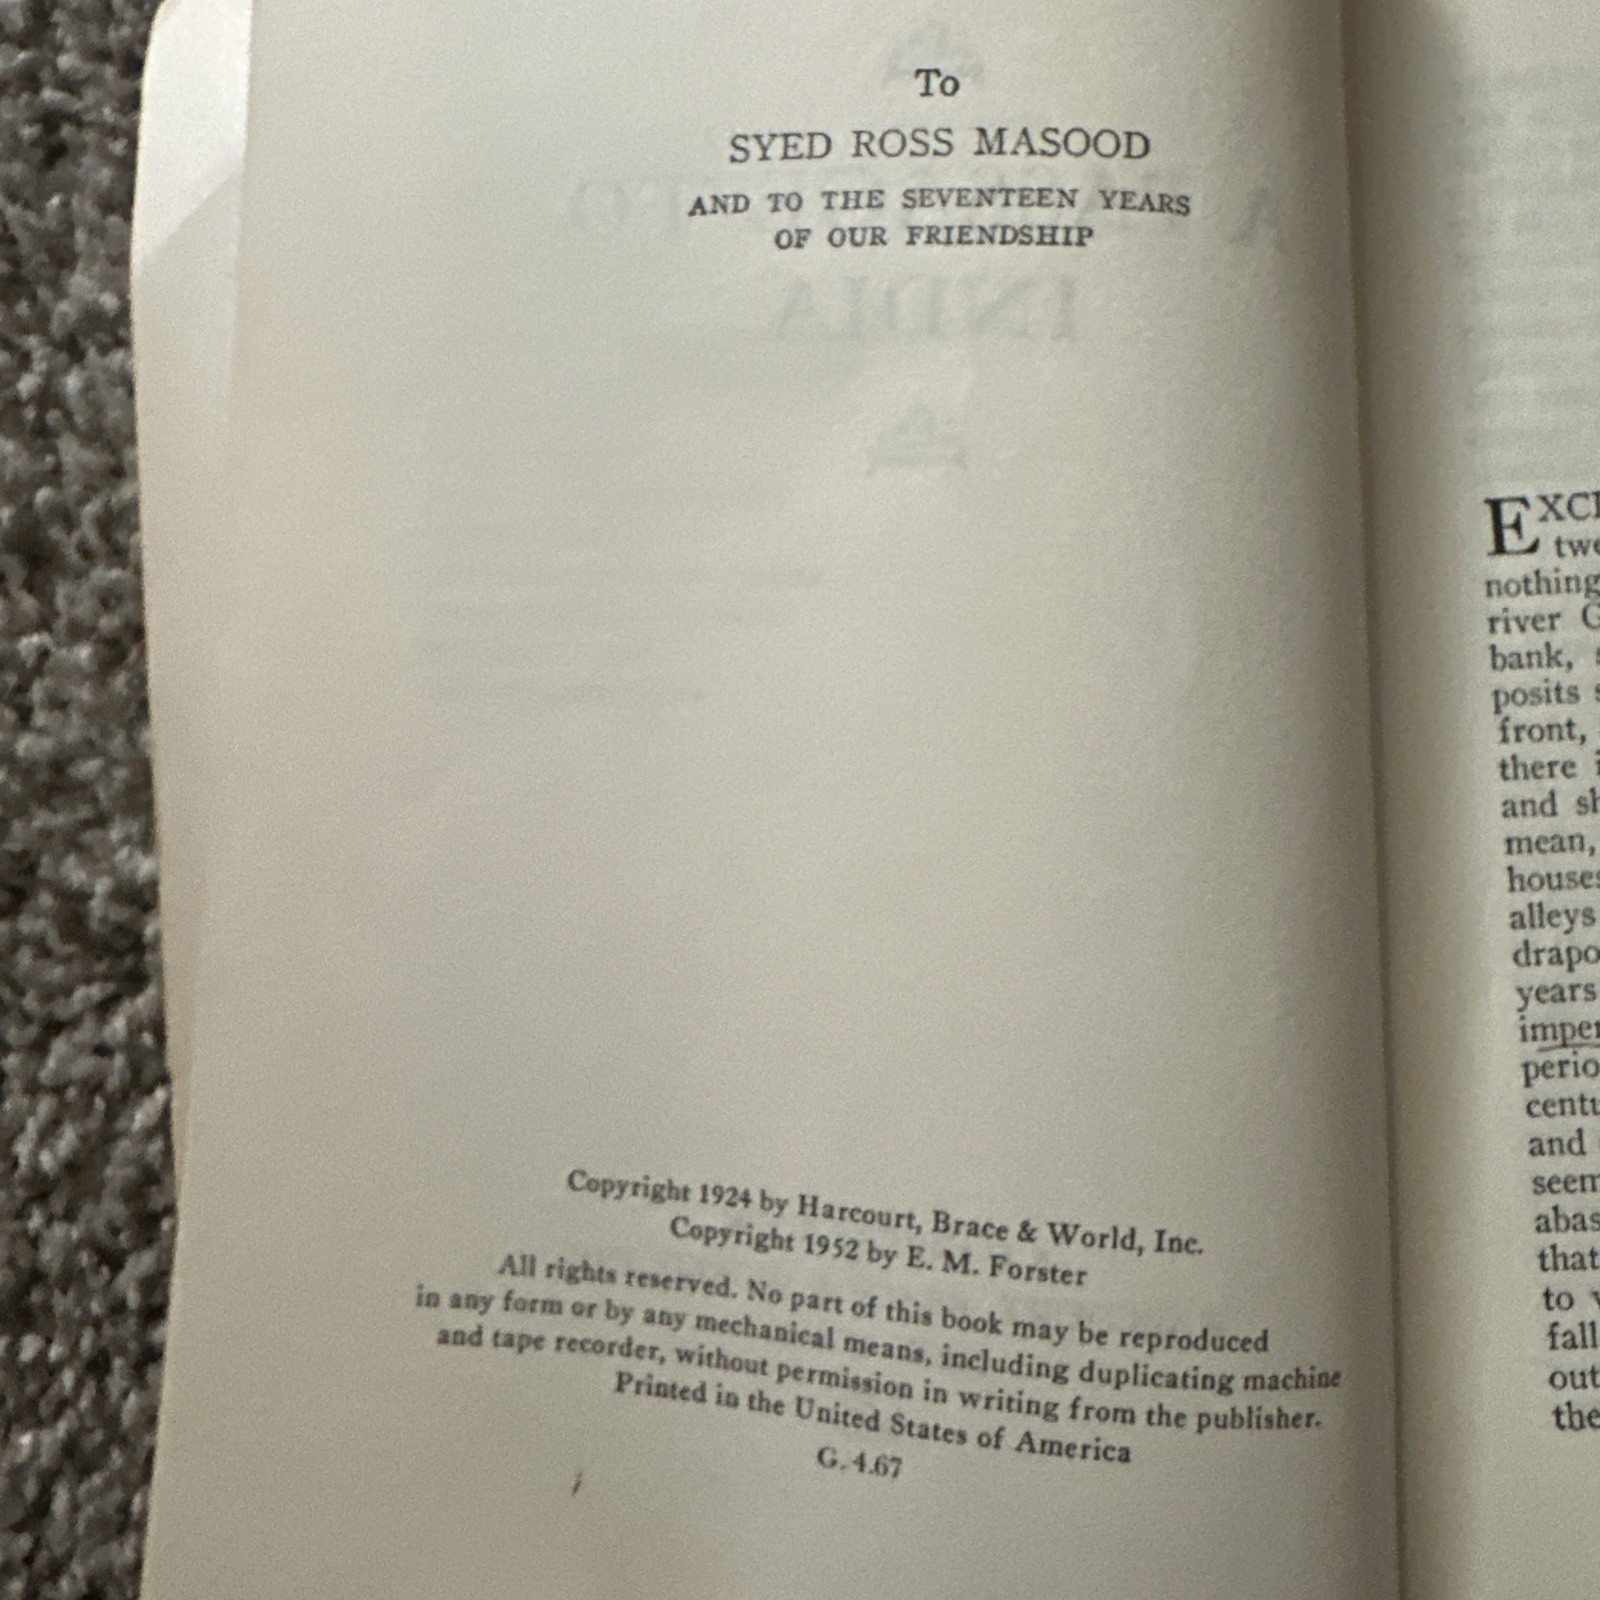 To
SYED ROSS MASOOD
AND TO THE SEVENTEEN YEARS
OF OUR FRIENDSHIP
INDIA
Copyright 1924 by Harcourt, Brace & World, Inc.
Copyright 1952 by E. M. Forster
All rights reserved. No part of this book may be reproduced
in any form or by any mechanical means, including duplicating machine
and tape recorder, without permission in writing from the publisher.
Printed in the United States of America
G.4.67
EXCE
twe
nothing
river G
bank,
posits s
front,
there i
and sh
mean,
houses
alleys
drapo
years
imper
perio
centu
and
seem
abas
that
to v
fall
out
the